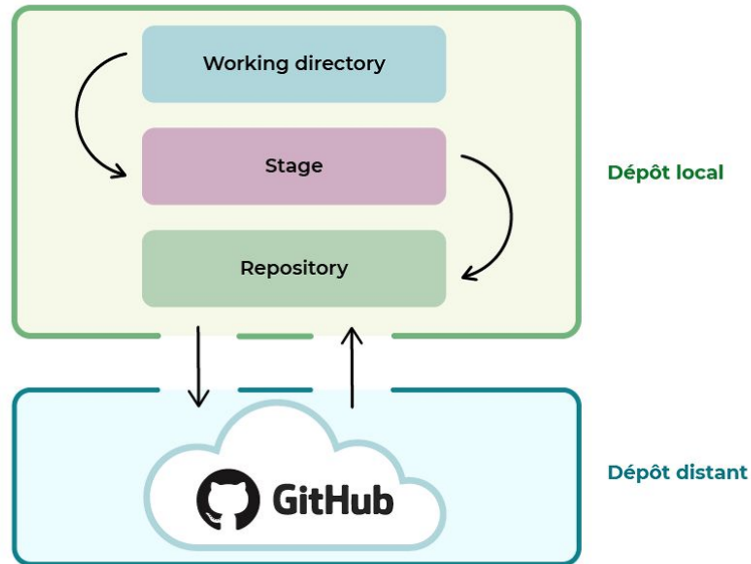 Working directory
Stage
Dépôt local
Repository
Dépôt distant
GitHub